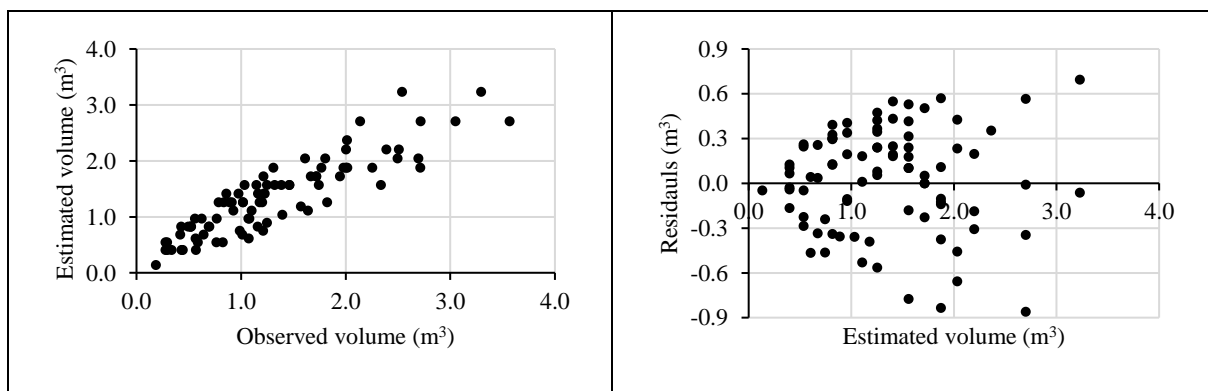 4.0
3.0
2.0
1.0
0.0
Estimated volume (m³)
0.0 1.0 2.0 3.0 4.0
Observed volume (m³)
0.9
0.6
0.3
0.0
-0.3
-0.6
-0.9
Residauls (m³)
0.0 1.0 2.0 3.0 4.0
Estimated volume (m³)